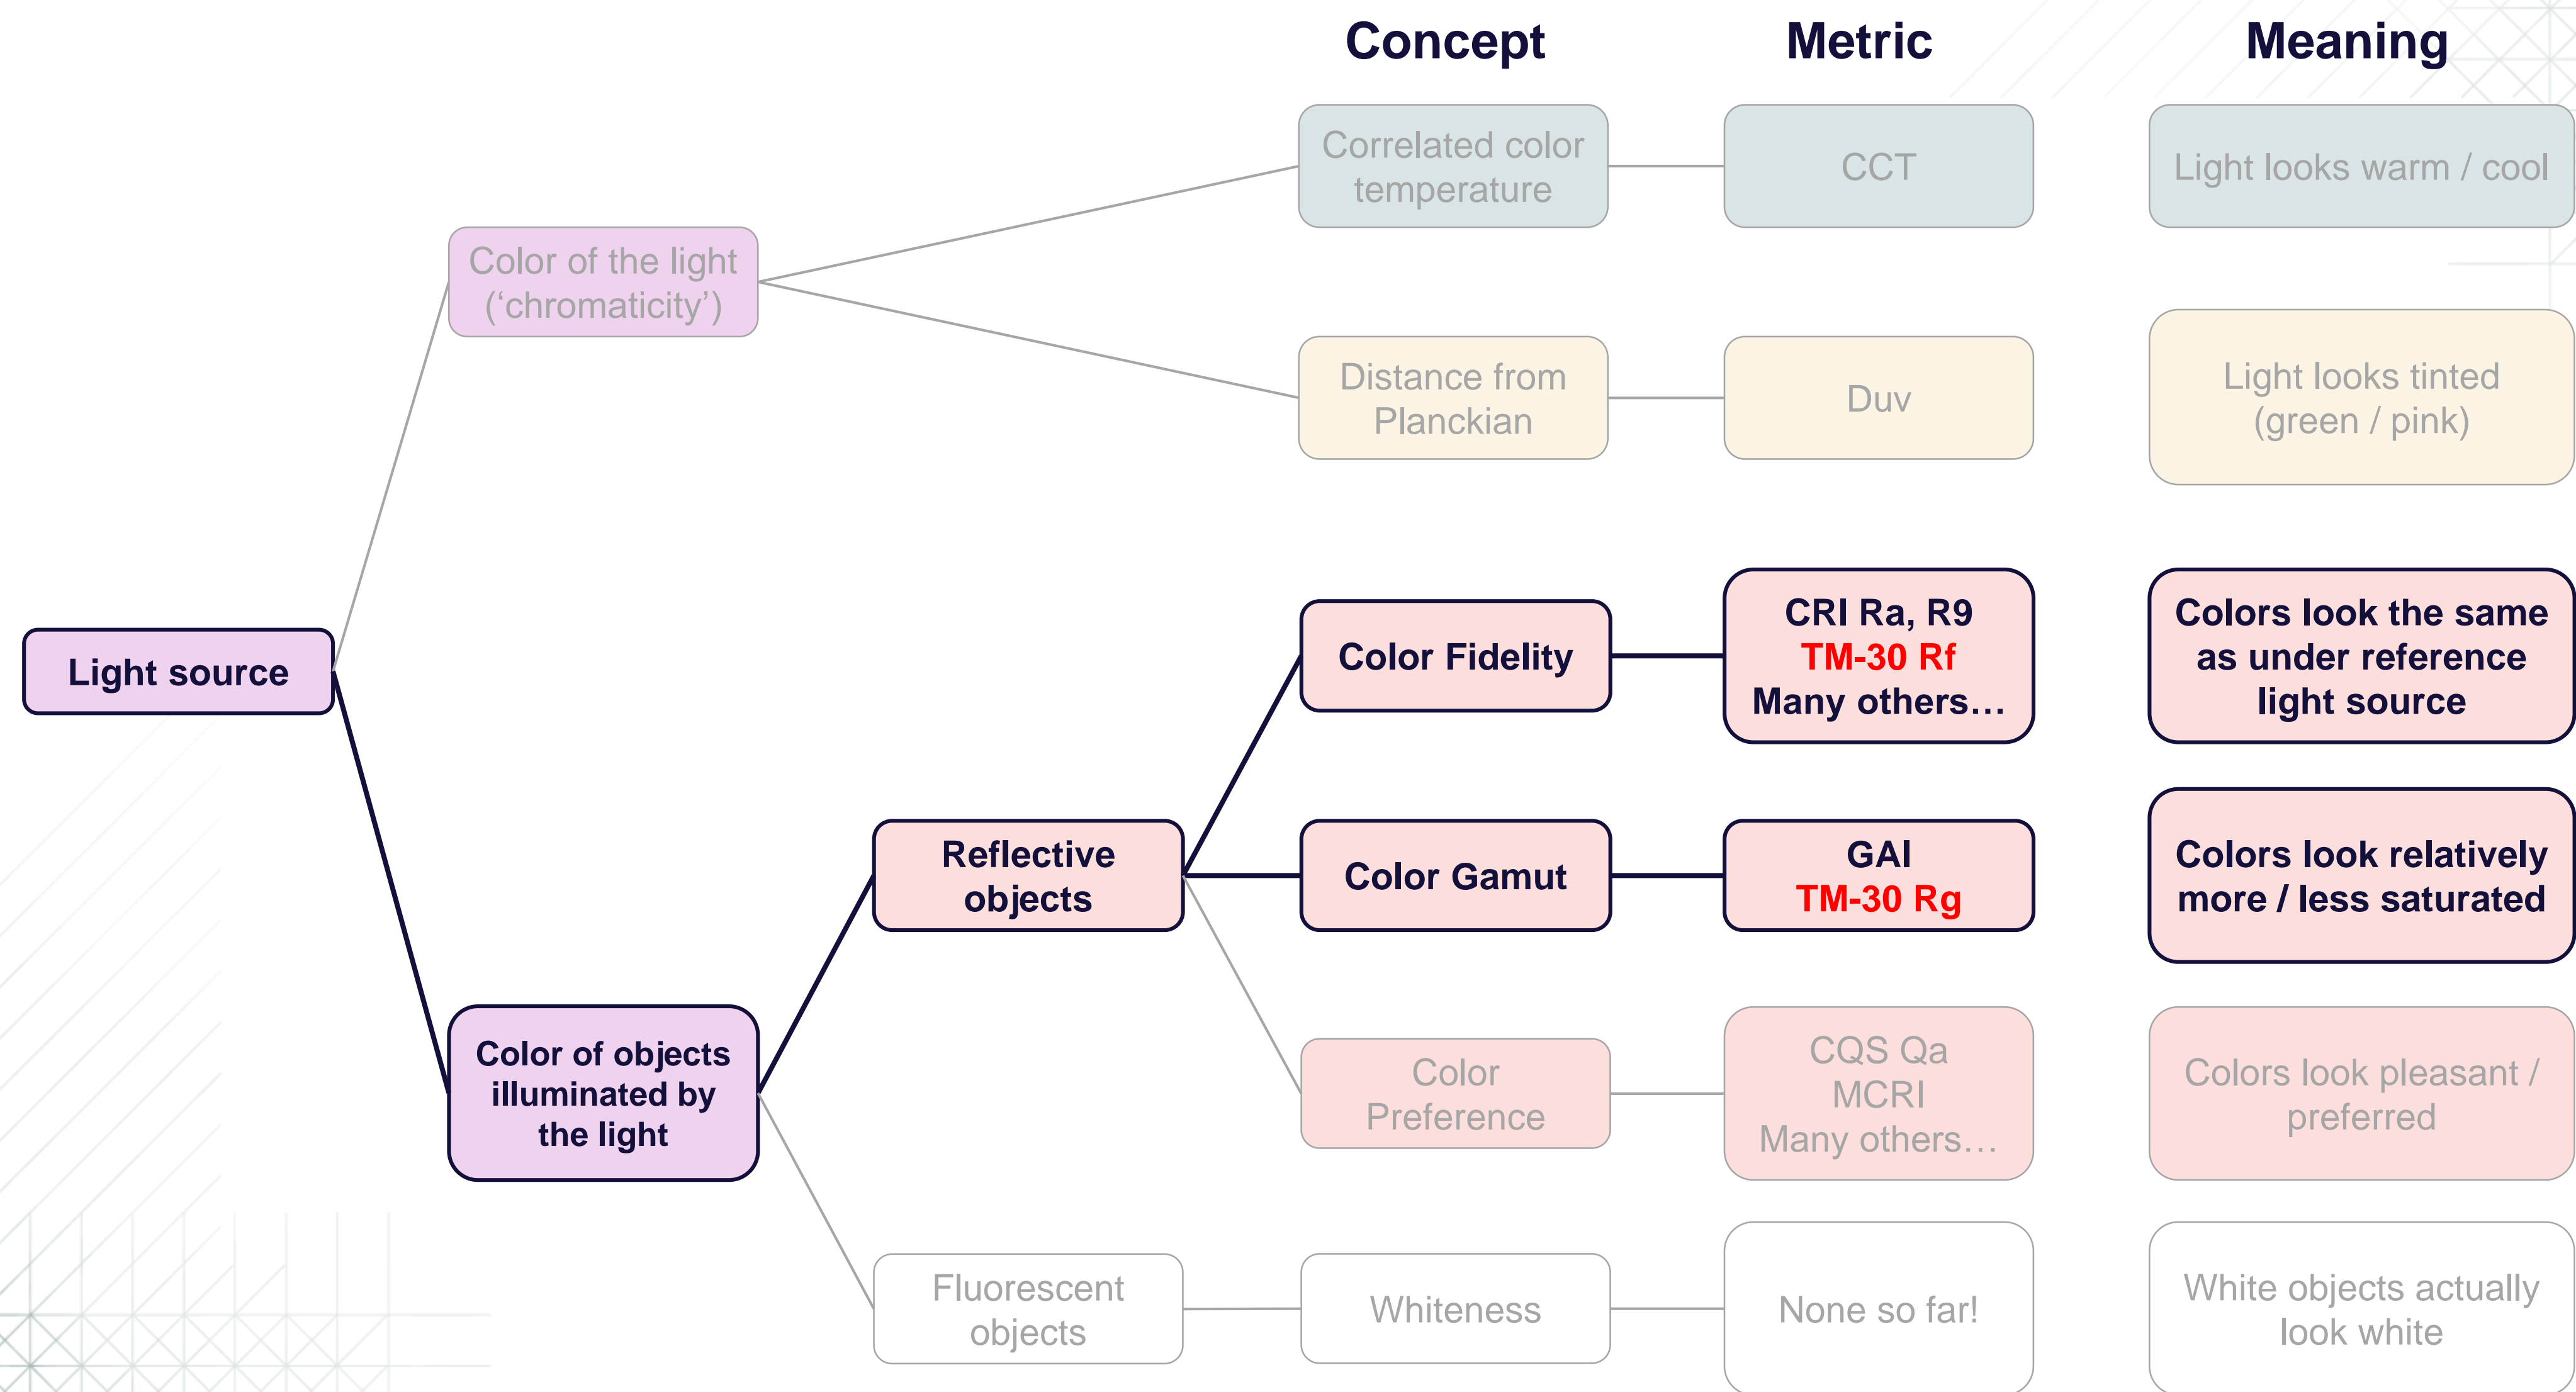 Concept
Metric
Meaning
Correlated color
temperature
CCT
Light looks warm / cool
Color of the light
(‘chromaticity’)
Distance from
Planckian
Duv
Light looks tinted
(green / pink)
Light source
Color Fidelity
CRI Ra, R9
TM-30 Rf
Many others…
Colors look the same
as under reference
light source
Reflective
objects
Color Gamut
GAI
TM-30 Rg
Colors look relatively
more / less saturated
Color of objects
illuminated by
the light
Color
Preference
CQS Qa
MCRI
Many others…
Colors look pleasant /
preferred
Fluorescent
objects
Whiteness
None so far!
White objects actually
look white